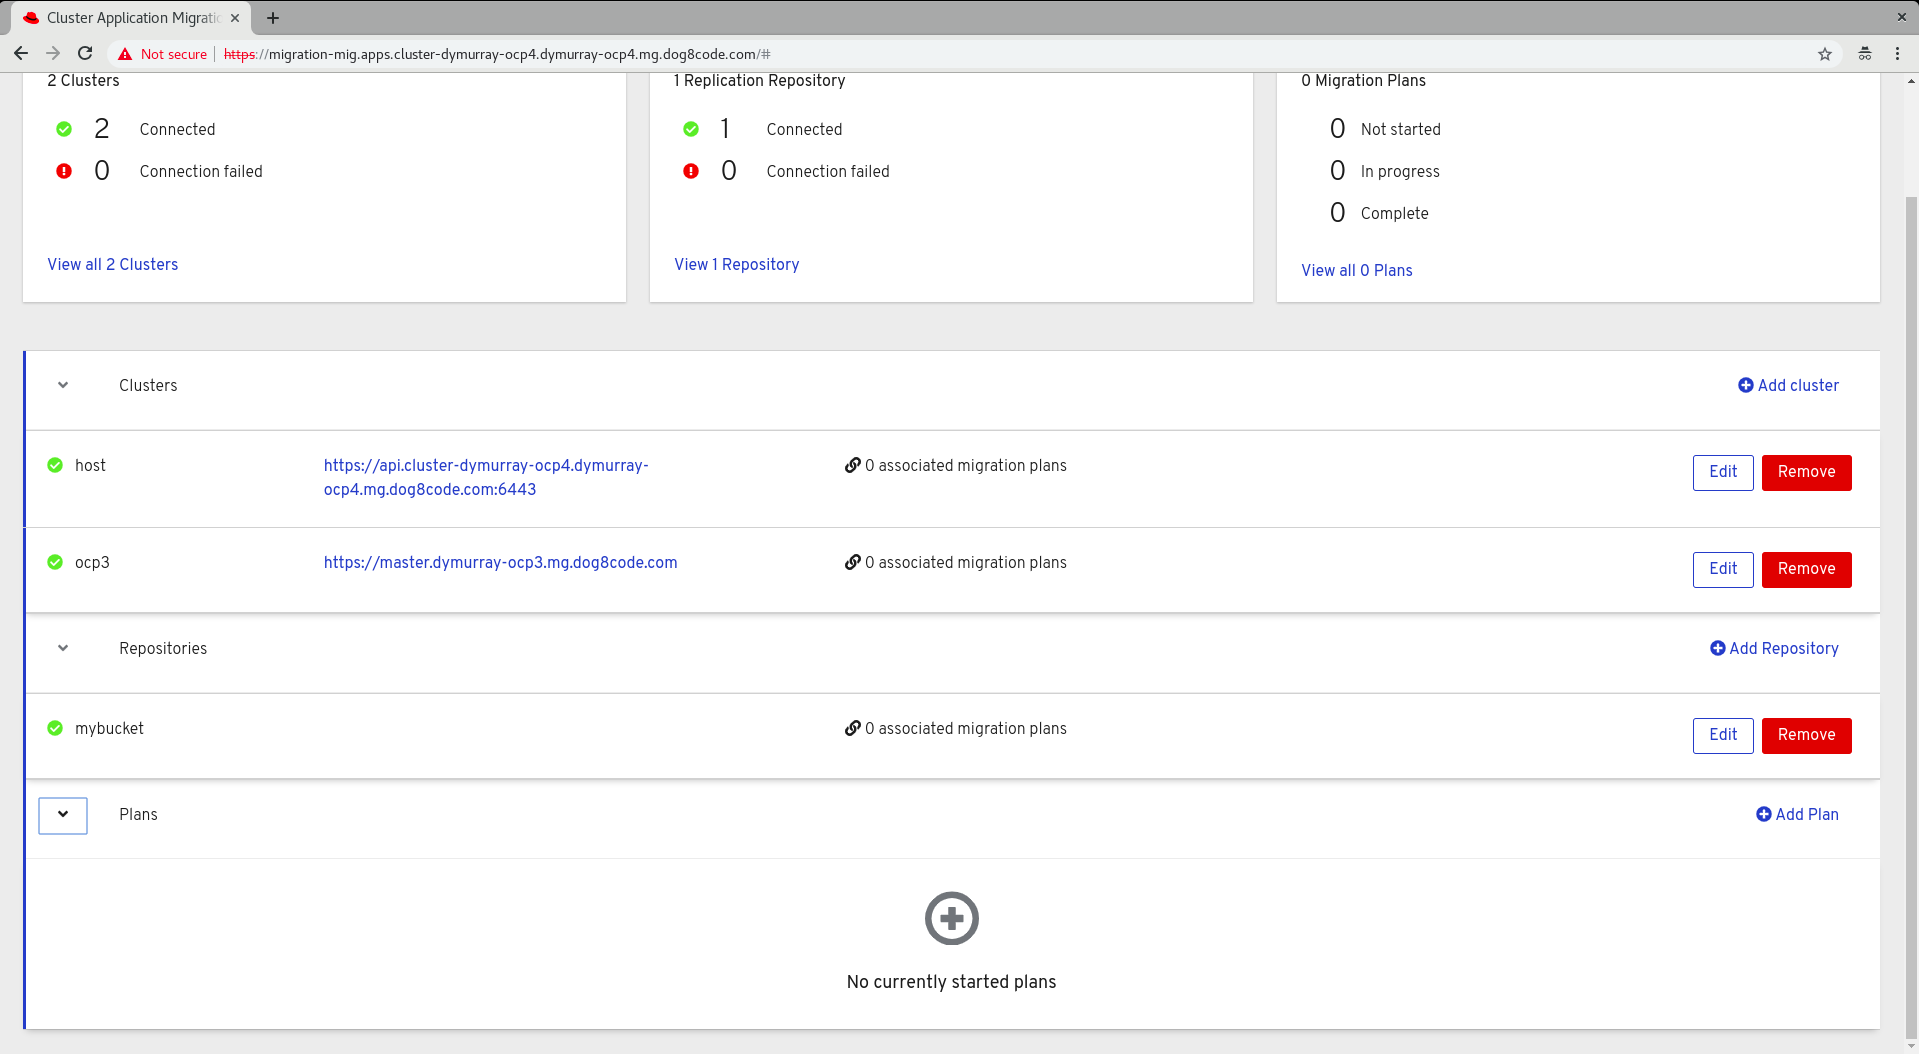 Cluster Application Migratio
Not secure
https://migration-mig.apps.cluster-dymurray-ocp4.dymurray-ocp4.mg.dog8code.com/#
2 Clusters
2 Connected
0 Connection failed
View all 2 Clusters
1 Replication Repository
1 Connected
0 Connection failed
View 1 Repository
0 Migration Plans
0 Not started
0 In progress
0 Complete
View all 0 Plans
Clusters
Add cluster
host
https://api.cluster-dymurray-ocp4.dymurray-
ocp4.mg.dog8code.com:6443
0 associated migration plans
Edit
Remove
ocp3
https://master.dymurray-ocp3.mg.dog8code.com
0 associated migration plans
Edit
Remove
Repositories
Add Repository
mybucket
0 associated migration plans
Edit
Remove
Plans
Add Plan
No currently started plans